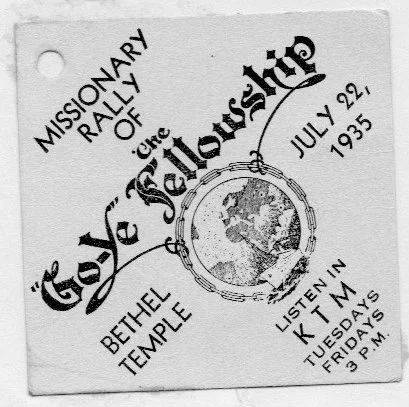 MISSIONARY
RALLY
OF
The
"Go-Ye" Fellowship
JULY 22,
1935
BETHEL
TEMPLE
LISTEN IN
KTM
TUESDAYS
FRIDAYS
3 P.M.